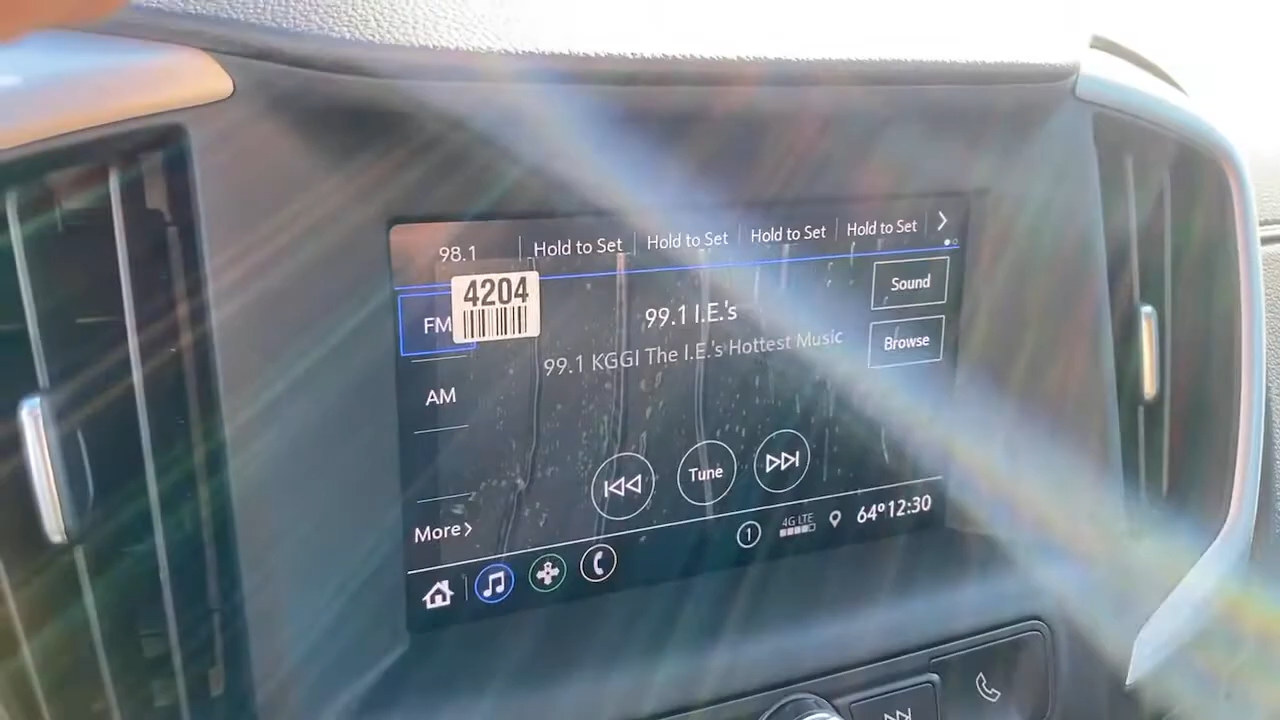 98.1 Hold to Set Hold to Set Hold to Set Hold to Set
4204
FM
99.1 I.E.'s
Sound
99.1 KGGI The I.E.'s Hottest Music
Browse
AM
Tune
More
1 4G LTE 64° 12:30